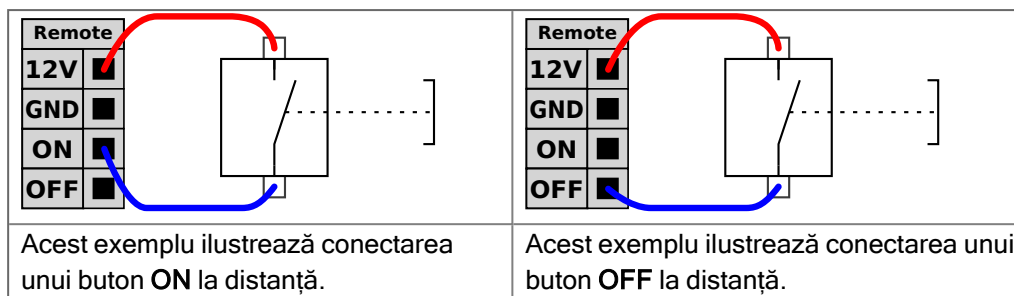 Remote
12V
GND
ON
OFF
Acest exemplu ilustrează conectarea
unui buton ON la distanță.
Remote
12V
GND
ON
OFF
Acest exemplu ilustrează conectarea unui
buton OFF la distanță.